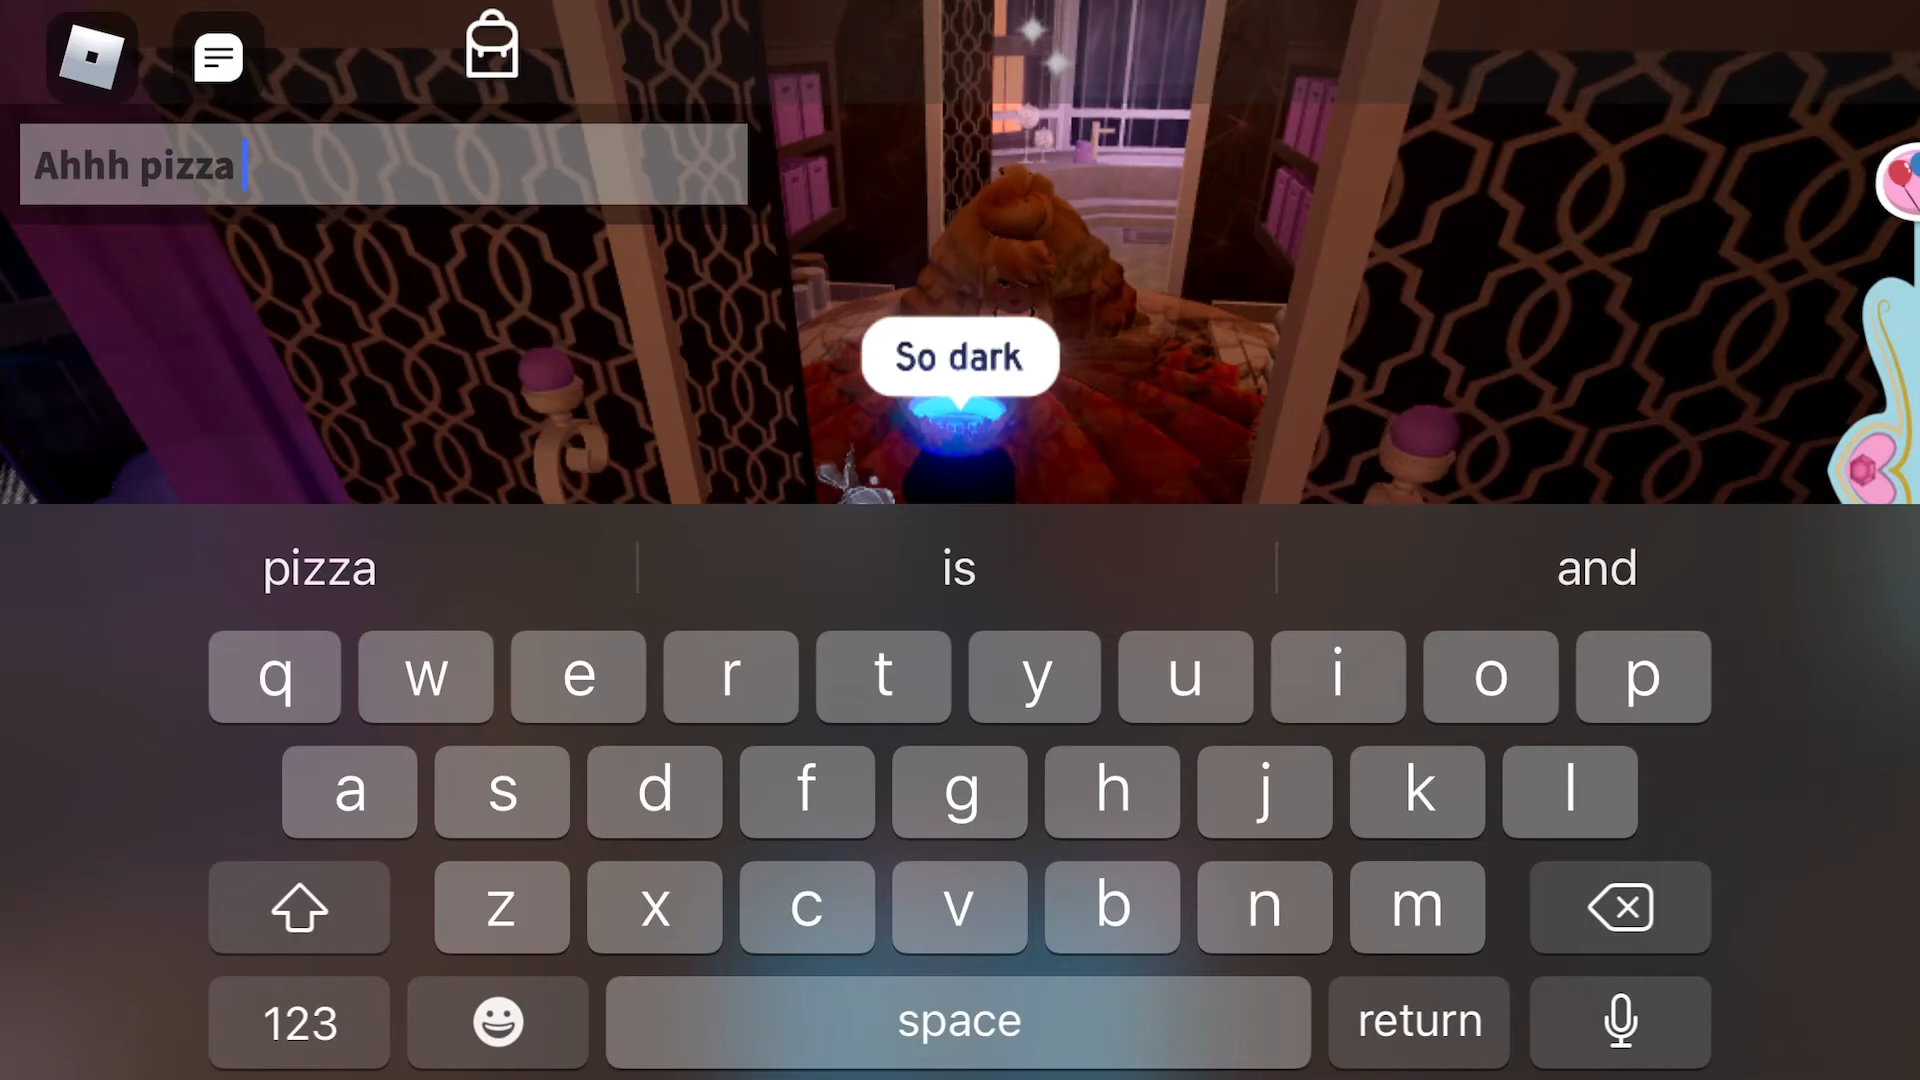 Ahhh pizza
So dark
pizza is and
q w e r t y u i o p
a s d f g h j k l
z x c v b n m
123 space return